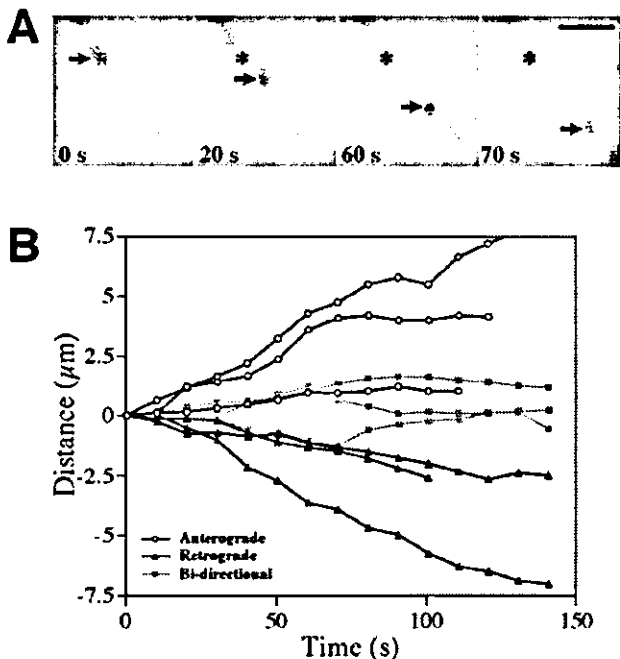 A
* * *
0 s 20 s 60 s 70 s
B
7.5
5
2.5
0
-2.5
-5
-7.5
Distance (μm)
Anterograde
Retrograde
Bi-directional
0 50 100 150
Time (s)